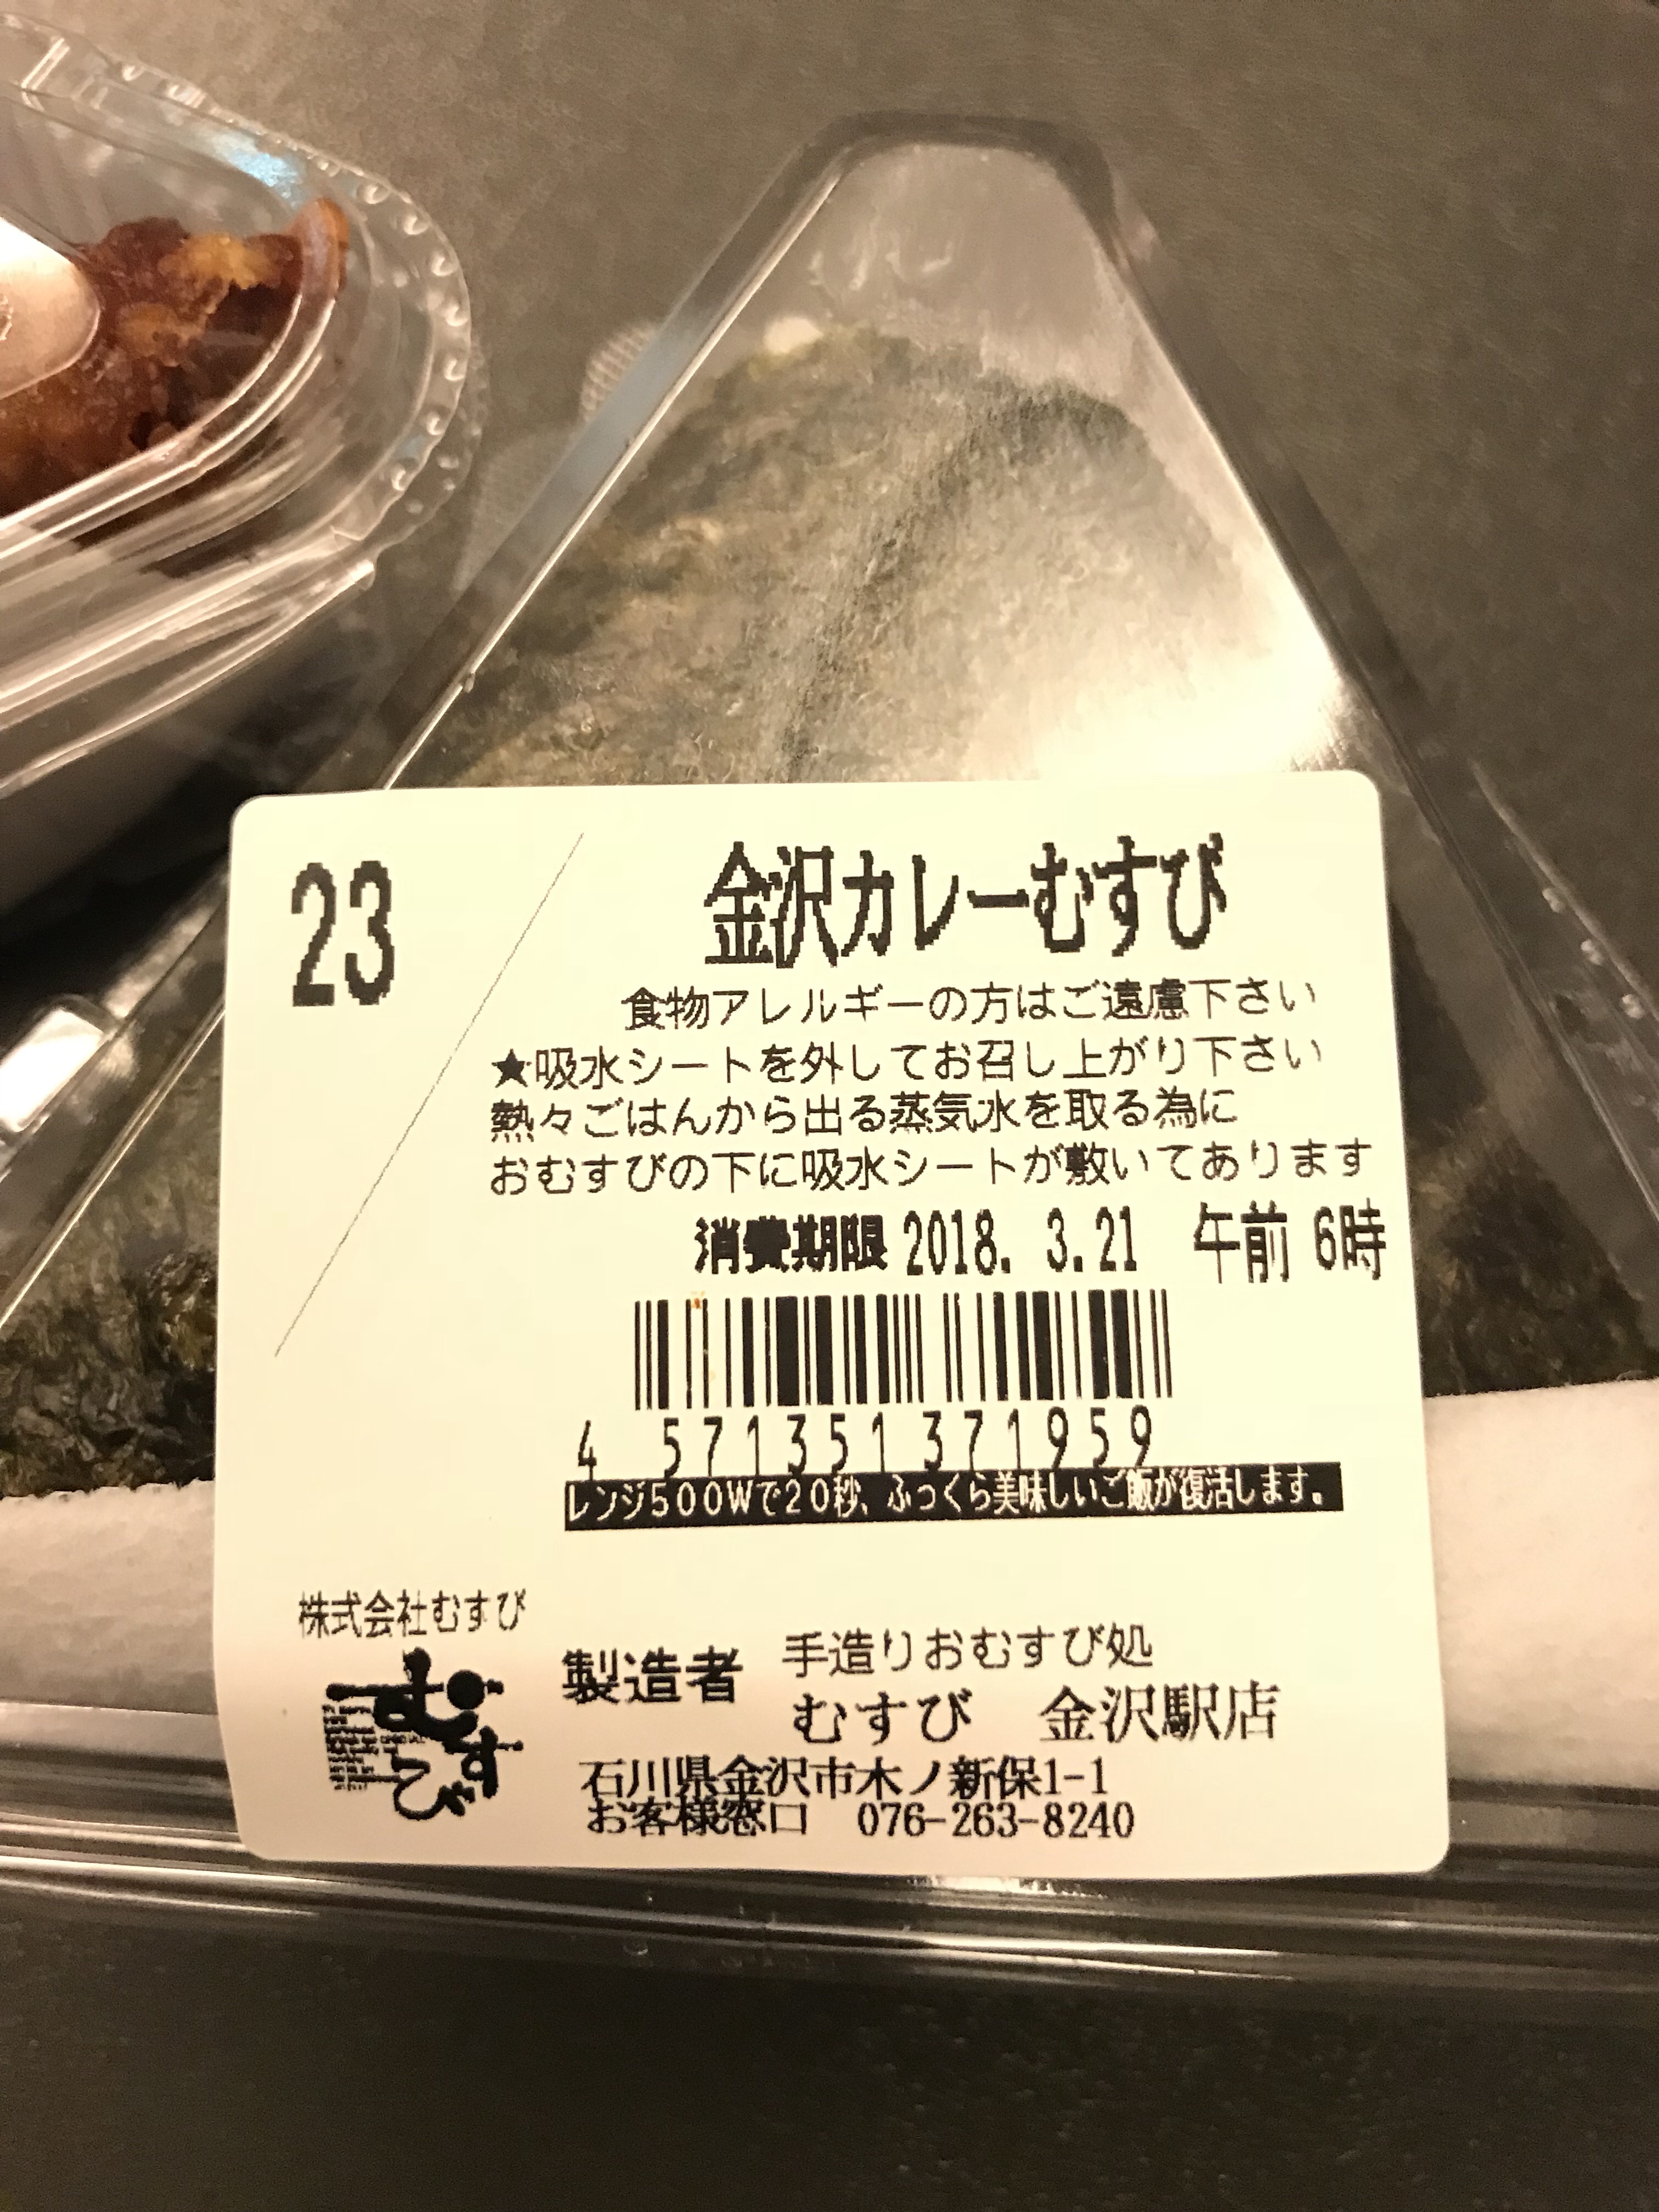 23
金沢カレーむすび
食物アレルギーの方はご遠慮下さい
★吸水シートを外してお召し上がり下さい
熱々ごはんから出る蒸気水を取る為に
おむすびの下に吸水シートが敷いてあります
消費期限 2018. 3.21 午前 6時
4 571351 371959
レンジ500Wで20秒、ふっくら美味しいご飯が復活します。
株式会社むすび
むすび
製造者 手造りおむすび処
むすび 金沢駅店
石川県金沢市木ノ新保1-1
お客様窓口 076-263-8240